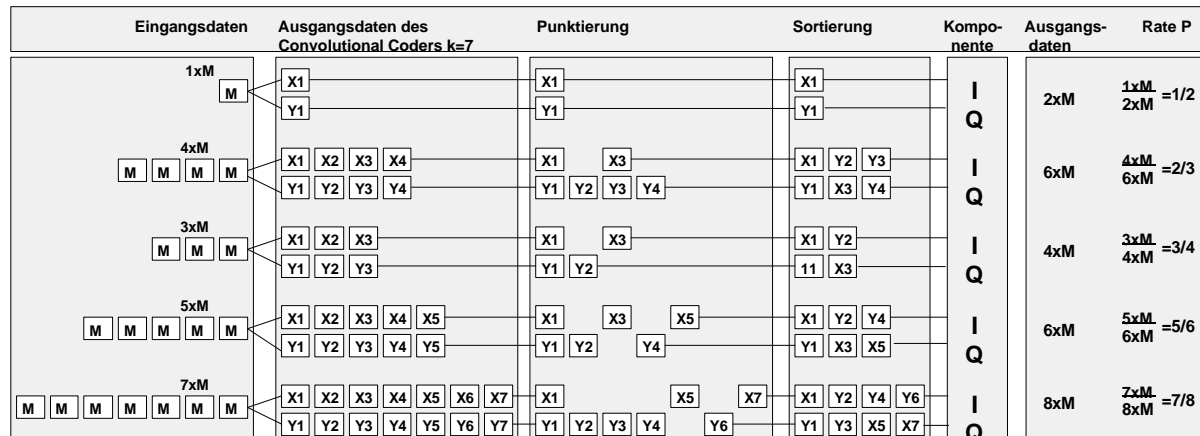 Eingangsdaten Ausgangsdaten des Convolutional Coders k=7 Punktierung Sortierung Kompo-nente Ausgangs-daten Rate P
1xM
M X1 X1 X1 I 2xM 1xM
Y1 Y1 Y1 Q 2xM =1/2
4xM
M M M M X1 X2 X3 X4 X1 X3 X1 Y2 Y3 I 6xM 4xM
Y1 Y2 Y3 Y4 Y1 Y2 Y3 Y4 Y1 X3 Y4 Q 6xM =2/3
3xM
M M M X1 X2 X3 X1 X3 X1 Y2 I 4xM 3xM
Y1 Y2 Y3 Y1 Y2 11 X3 Q 4xM =3/4
5xM
M M M M M X1 X2 X3 X4 X5 X1 X3 X5 X1 Y2 Y4 I 6xM 5xM
Y1 Y2 Y3 Y4 Y5 Y1 Y2 Y4 Y1 X3 X5 Q 6xM =5/6
7xM
M M M M M M M X1 X2 X3 X4 X5 X6 X7 X1 X5 X7 X1 Y2 Y4 Y6 I 8xM 7xM
Y1 Y2 Y3 Y4 Y5 Y6 Y7 Y1 Y2 Y3 Y4 Y6 Y1 Y3 X5 X7 Q 8xM =7/8